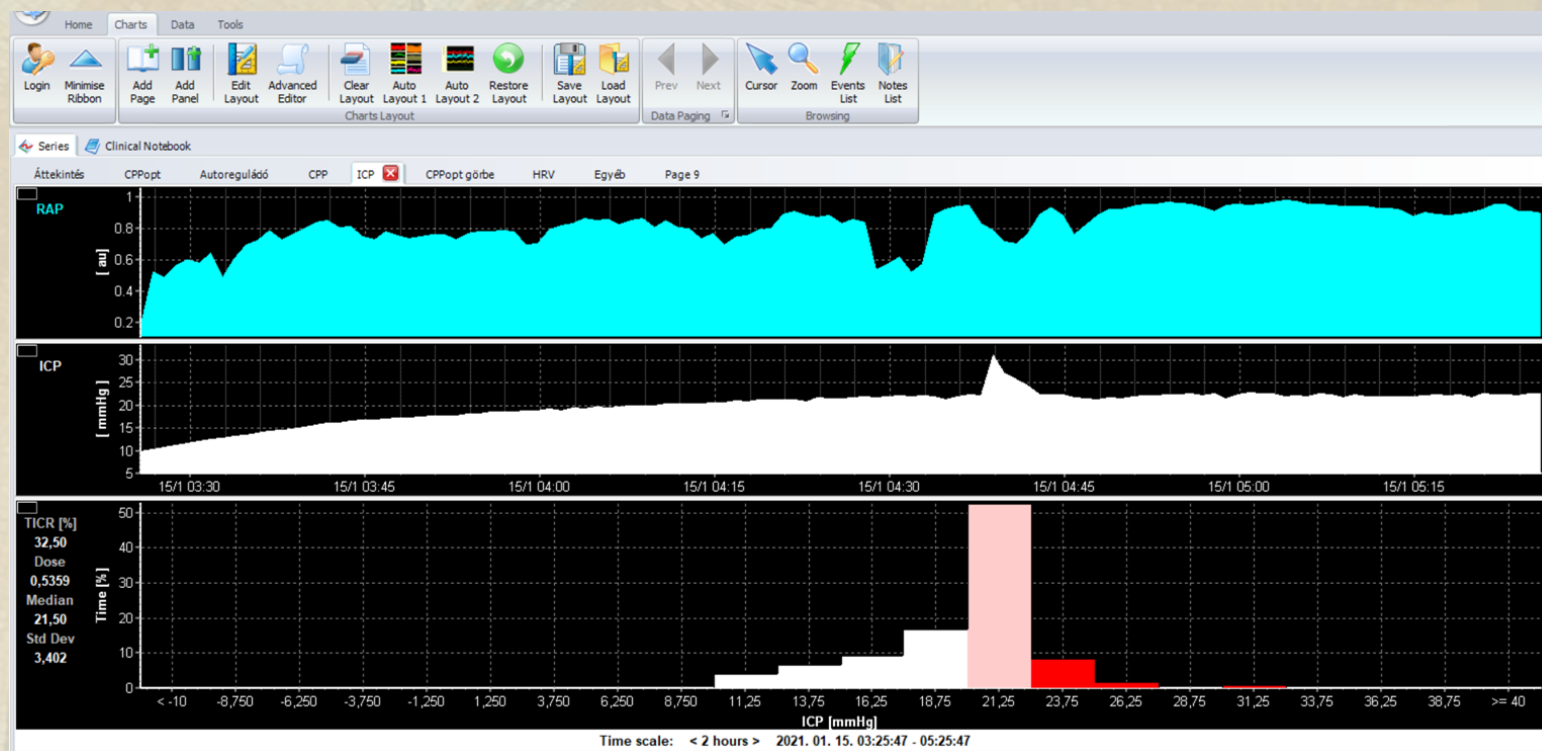 Home Charts Data Tools
Login Minimise Ribbon Add Page Add Panel Edit Layout Advanced Editor Clear Layout Auto Layout 1 Auto Layout 2 Restore Layout Save Layout Load Layout Prev Next Cursor Zoom Events List Notes List
Charts Layout Data Paging Browsing
Series Clinical Notebook
Áttekintés CPPopt Autoreguláció CPP ICP CPPopt görbe HRV Egyéb Page 9
RAP
[ au]
1
0.8
0.6
0.4
0.2
ICP
[ mmHg ]
30
25
20
15
10
5
15/1 03:30 15/1 03:45 15/1 04:00 15/1 04:15 15/1 04:30 15/1 04:45 15/1 05:00 15/1 05:15
TICR [%]
32,50
Dose
0,5359
Median
21,50
Std Dev
3,402
Time [%]
50
40
30
20
10
0
< -10 -8,750 -6,250 -3,750 -1,250 1,250 3,750 6,250 8,750 11,25 13,75 16,25 18,75 21,25 23,75 26,25 28,75 31,25 33,75 36,25 38,75 >= 40
ICP [mmHg]
Time scale: < 2 hours > 2021. 01. 15. 03:25:47 - 05:25:47